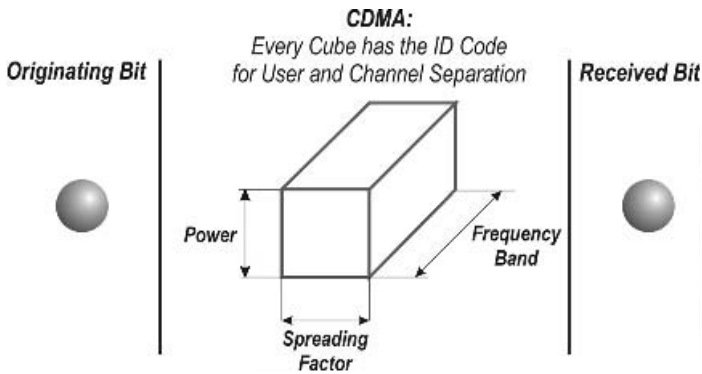 CDMA:
Every Cube has the ID Code
for User and Channel Separation
Originating Bit
Received Bit
Power
Frequency
Band
Spreading
Factor